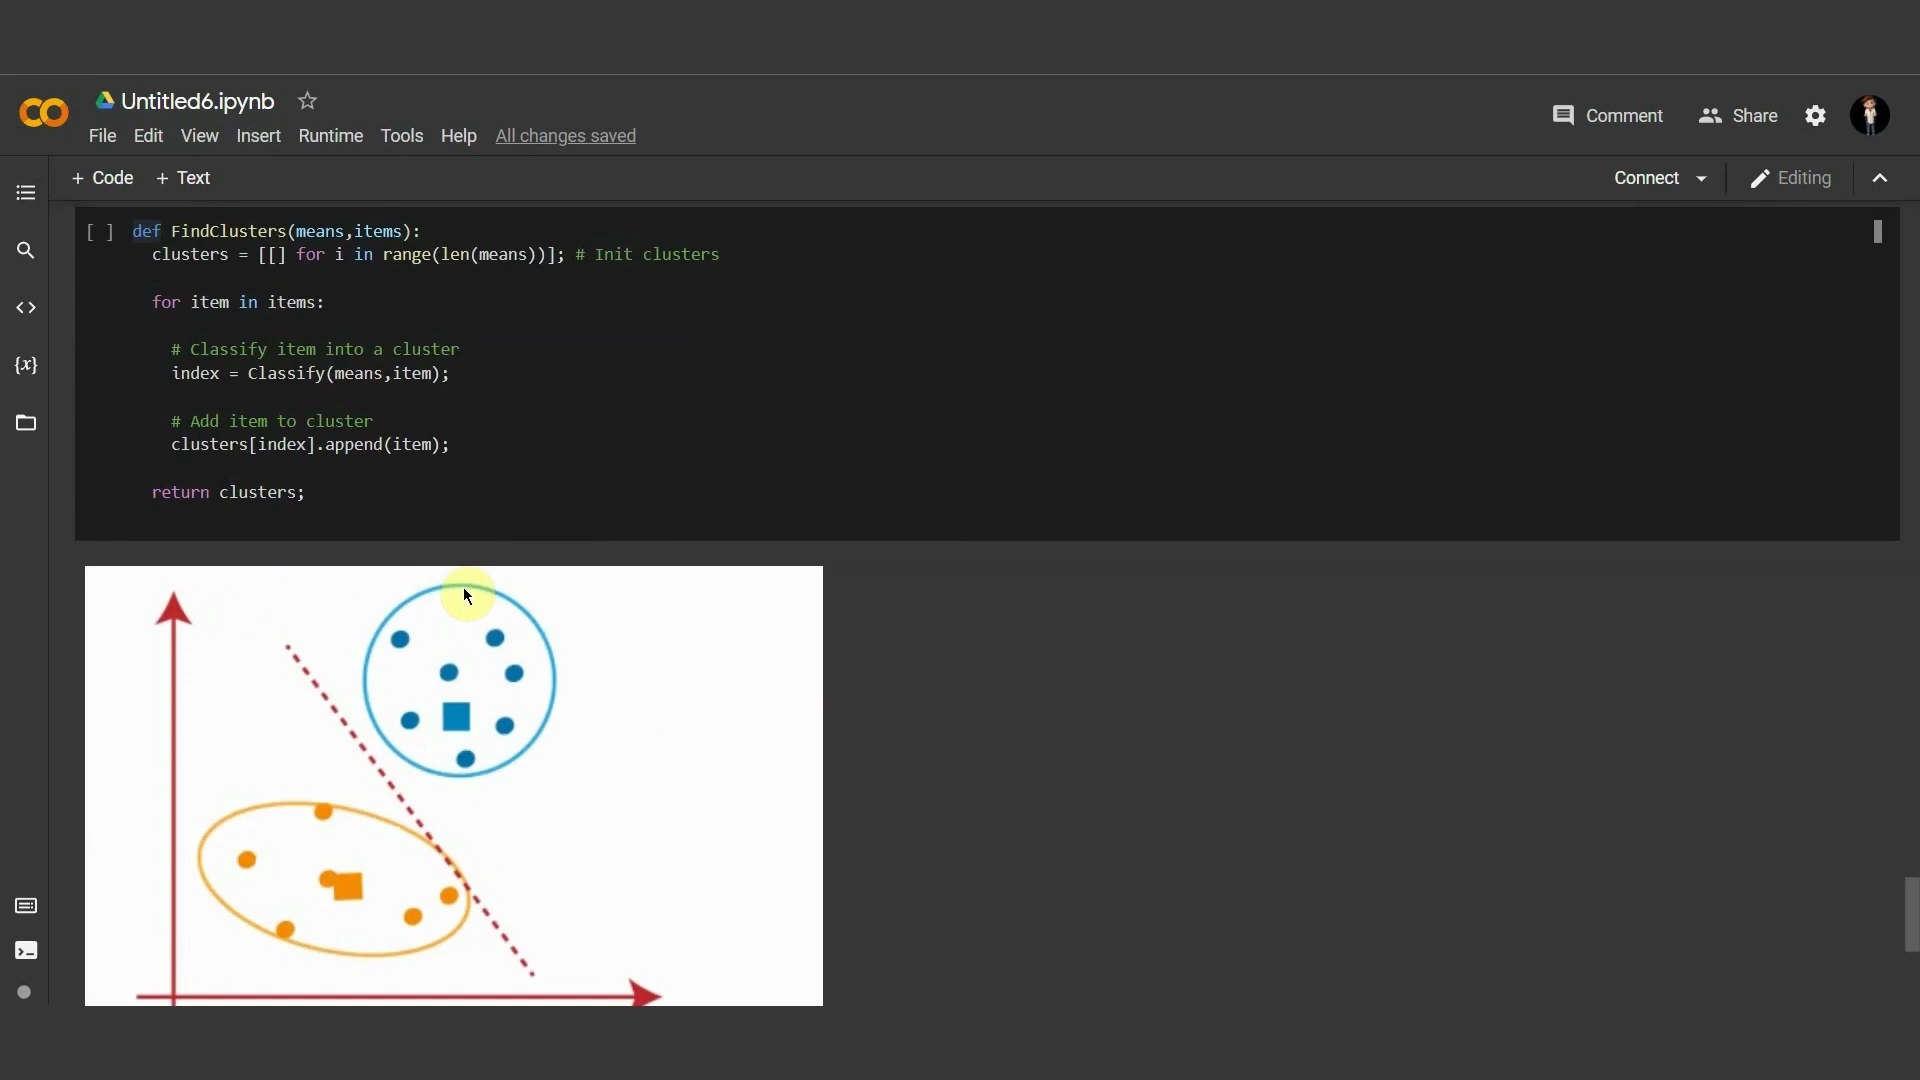 Untitled6.ipynb
File Edit View Insert Runtime Tools Help All changes saved
Comment Share
+ Code + Text
Connect Editing
{x}
[ ] def FindClusters(means,items):
clusters = [[] for i in range(len(means))]; # Init clusters
for item in items:
# Classify item into a cluster
index = Classify(means,item);
# Add item to cluster
clusters[index].append(item);
return clusters;